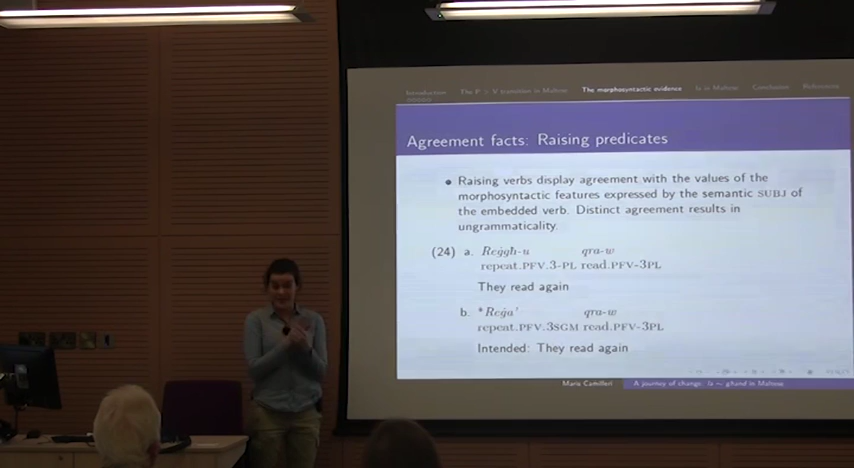 Introduction The P > V transition in Maltese The morphosyntactic evidence la in Maltese Conclusion References
Agreement facts: Raising predicates
Raising verbs display agreement with the values of the
morphosyntactic features expressed by the semantic SUBJ of
the embedded verb. Distinct agreement results in
ungrammaticality.
(24) a. Reġgħ-u qra-w
repeat.PFV.3-PL read.PFV-3PL
They read again
b. *Reġa' qra-w
repeat.PFV.3SGM read.PFV-3PL
Intended: They read again
Maris Camilleri A journey of change: la ∼ għand in Maltese